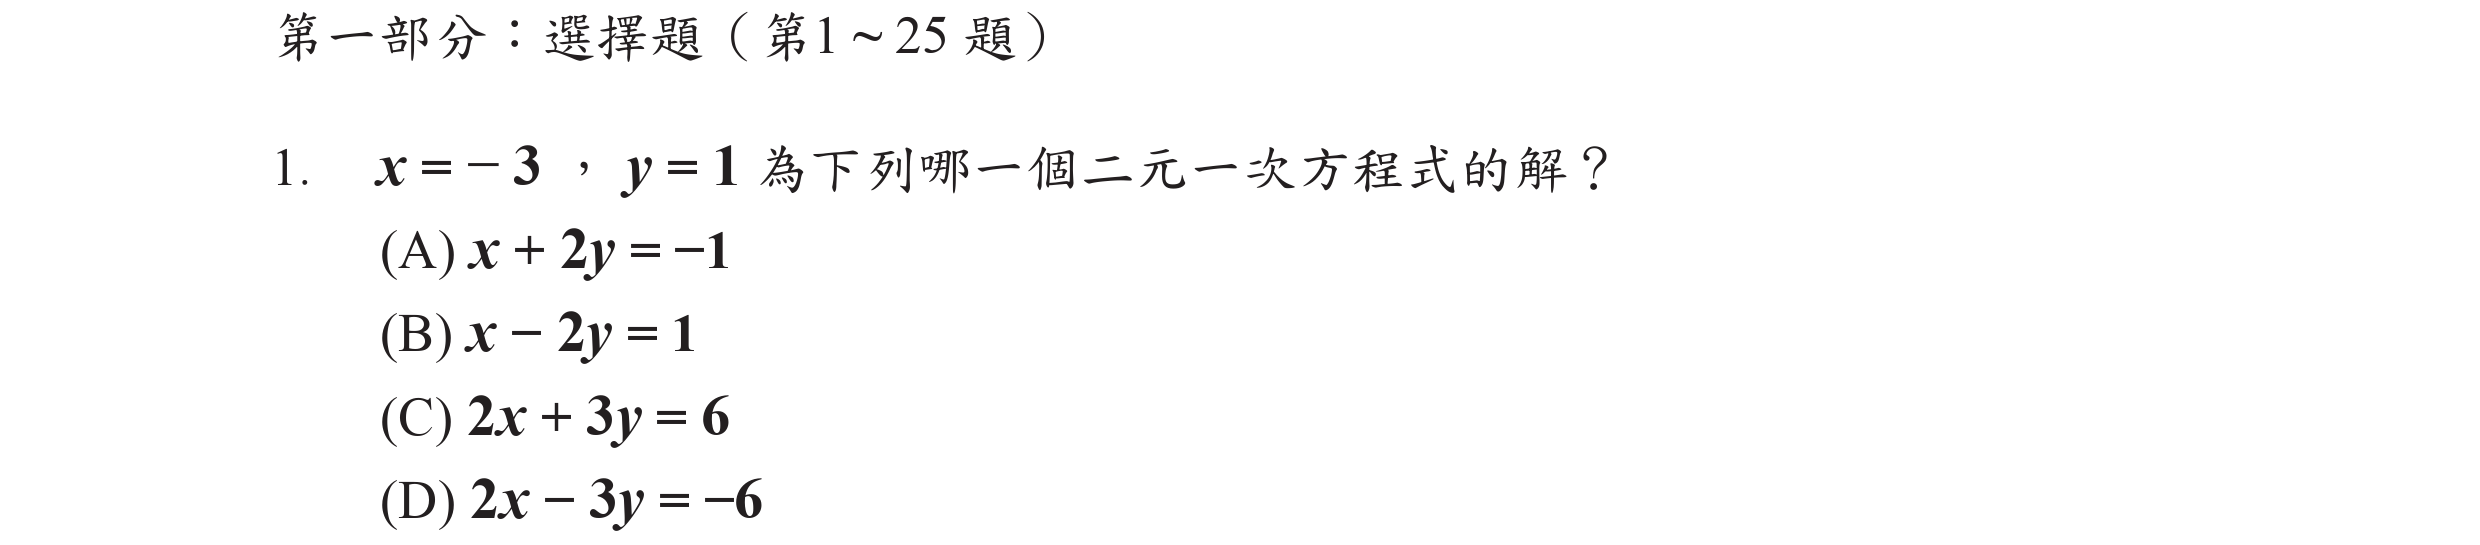 第一部分：選擇題（第1 ~ 25 題）
1. x = − 3 ， y = 1 為下列哪一個二元一次方程式的解？
(A) x + 2y = −1
(B) x − 2y = 1
(C) 2x + 3y = 6
(D) 2x − 3y = −6